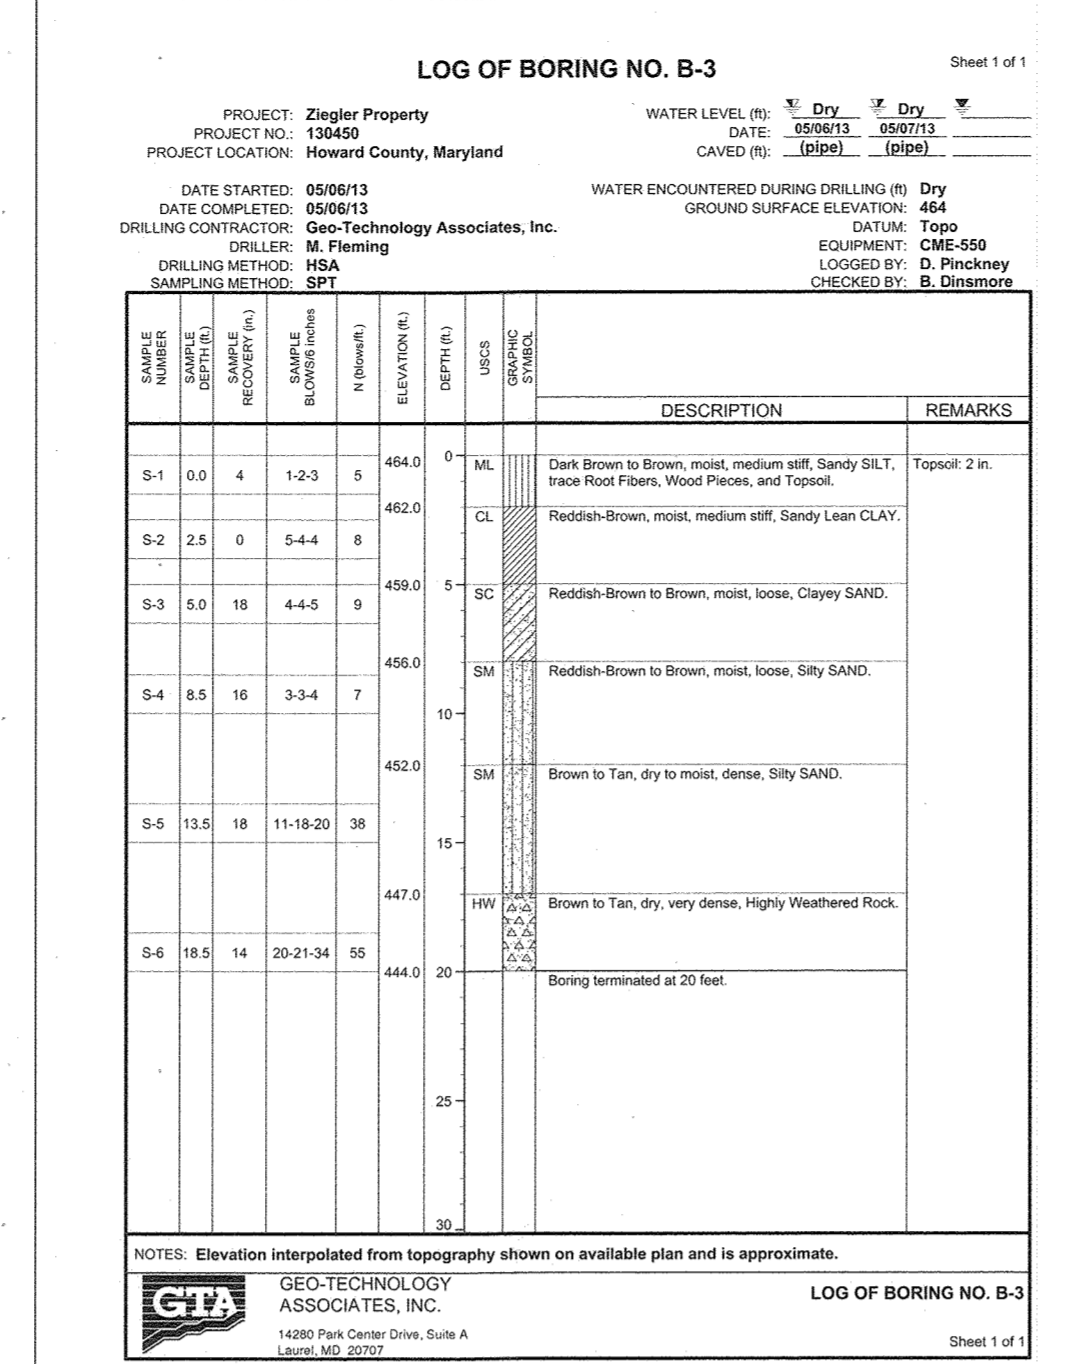 LOG OF BORING NO. B-3
Sheet 1 of 1
PROJECT: Ziegler Property
PROJECT NO.: 130450
PROJECT LOCATION: Howard County, Maryland
WATER LEVEL (ft): Dry Dry
DATE: 05/06/13 05/07/13
CAVED (ft): (pipe) (pipe)
DATE STARTED: 05/06/13
DATE COMPLETED: 05/06/13
DRILLING CONTRACTOR: Geo-Technology Associates, Inc.
DRILLER: M. Fleming
DRILLING METHOD: HSA
SAMPLING METHOD: SPT
WATER ENCOUNTERED DURING DRILLING (ft) Dry
GROUND SURFACE ELEVATION: 464
DATUM: Topo
EQUIPMENT: CME-550
LOGGED BY: D. Pinckney
CHECKED BY: B. Dinsmore
SAMPLE NUMBER
SAMPLE DEPTH (ft.)
SAMPLE RECOVERY (in.)
SAMPLE BLOWS/6 inches
N (blows/ft.)
ELEVATION (ft.)
DEPTH (ft.)
USCS
GRAPHIC SYMBOL
DESCRIPTION
REMARKS
464.0 0
S-1 0.0 4 1-2-3 5 ML Dark Brown to Brown, moist, medium stiff, Sandy SILT, Topsoil: 2 in.
trace Root Fibers, Wood Pieces, and Topsoil.
462.0
CL Reddish-Brown, moist, medium stiff, Sandy Lean CLAY.
S-2 2.5 0 5-4-4 8
459.0 5
SC Reddish-Brown to Brown, moist, loose, Clayey SAND.
S-3 5.0 18 4-4-5 9
456.0
SM Reddish-Brown to Brown, moist, loose, Silty SAND.
S-4 8.5 16 3-3-4 7
10
452.0
SM Brown to Tan, dry to moist, dense, Silty SAND.
S-5 13.5 18 11-18-20 38
15
447.0
HW Brown to Tan, dry, very dense, Highly Weathered Rock.
S-6 18.5 14 20-21-34 55
444.0 20
Boring terminated at 20 feet.
25
30
NOTES: Elevation interpolated from topography shown on available plan and is approximate.
GTA
GEO-TECHNOLOGY
ASSOCIATES, INC.
14280 Park Center Drive, Suite A
Laurel, MD 20707
LOG OF BORING NO. B-3
Sheet 1 of 1